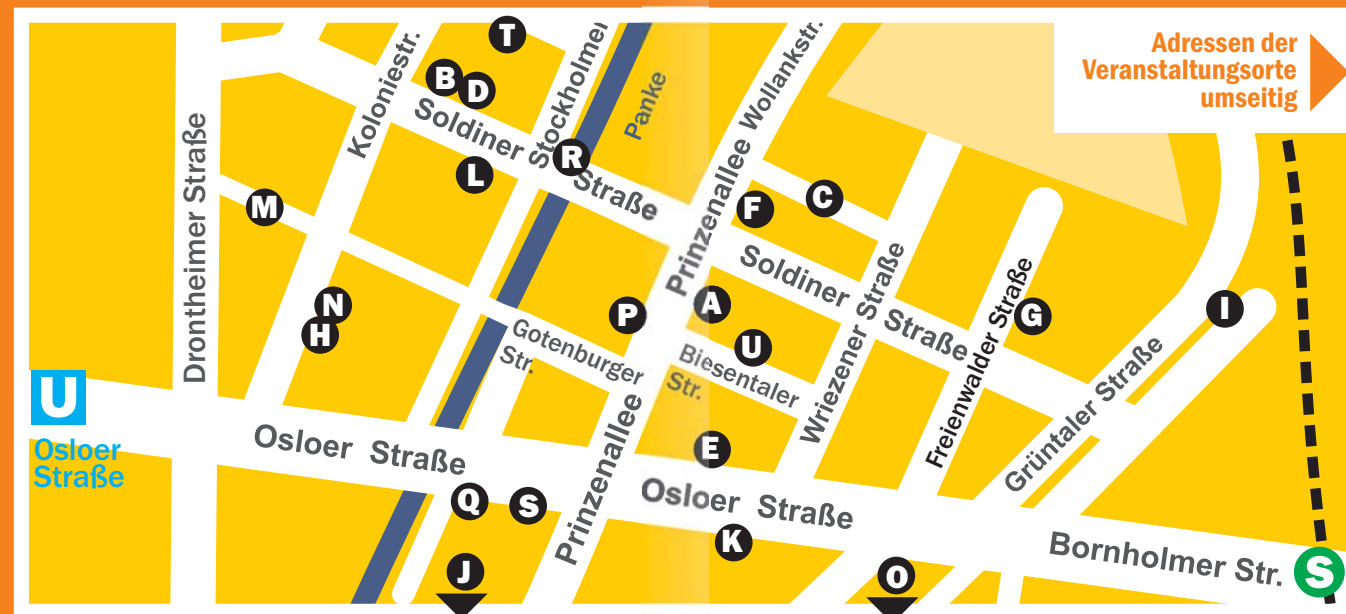 Adressen der
Veranstaltungsorte
umseitig
T
B
D
Koloniestr.
Stockholmer
Panke
Prinzenallee Wollankstr.
Soldiner
Straße
Drontheimer Straße
R
L
M
F
C
Soldiner
Straße
N
H
P
A
U
G
I
Gotenburger
Str.
Biesentaler
Str.
Wriezener Straße
Freienwalder Straße
Grüntaler Straße
U
Osloer
Straße
Osloer Straße
Prinzenallee
E
Osloer Straße
Q
S
K
J
O
Bornholmer Str.
S